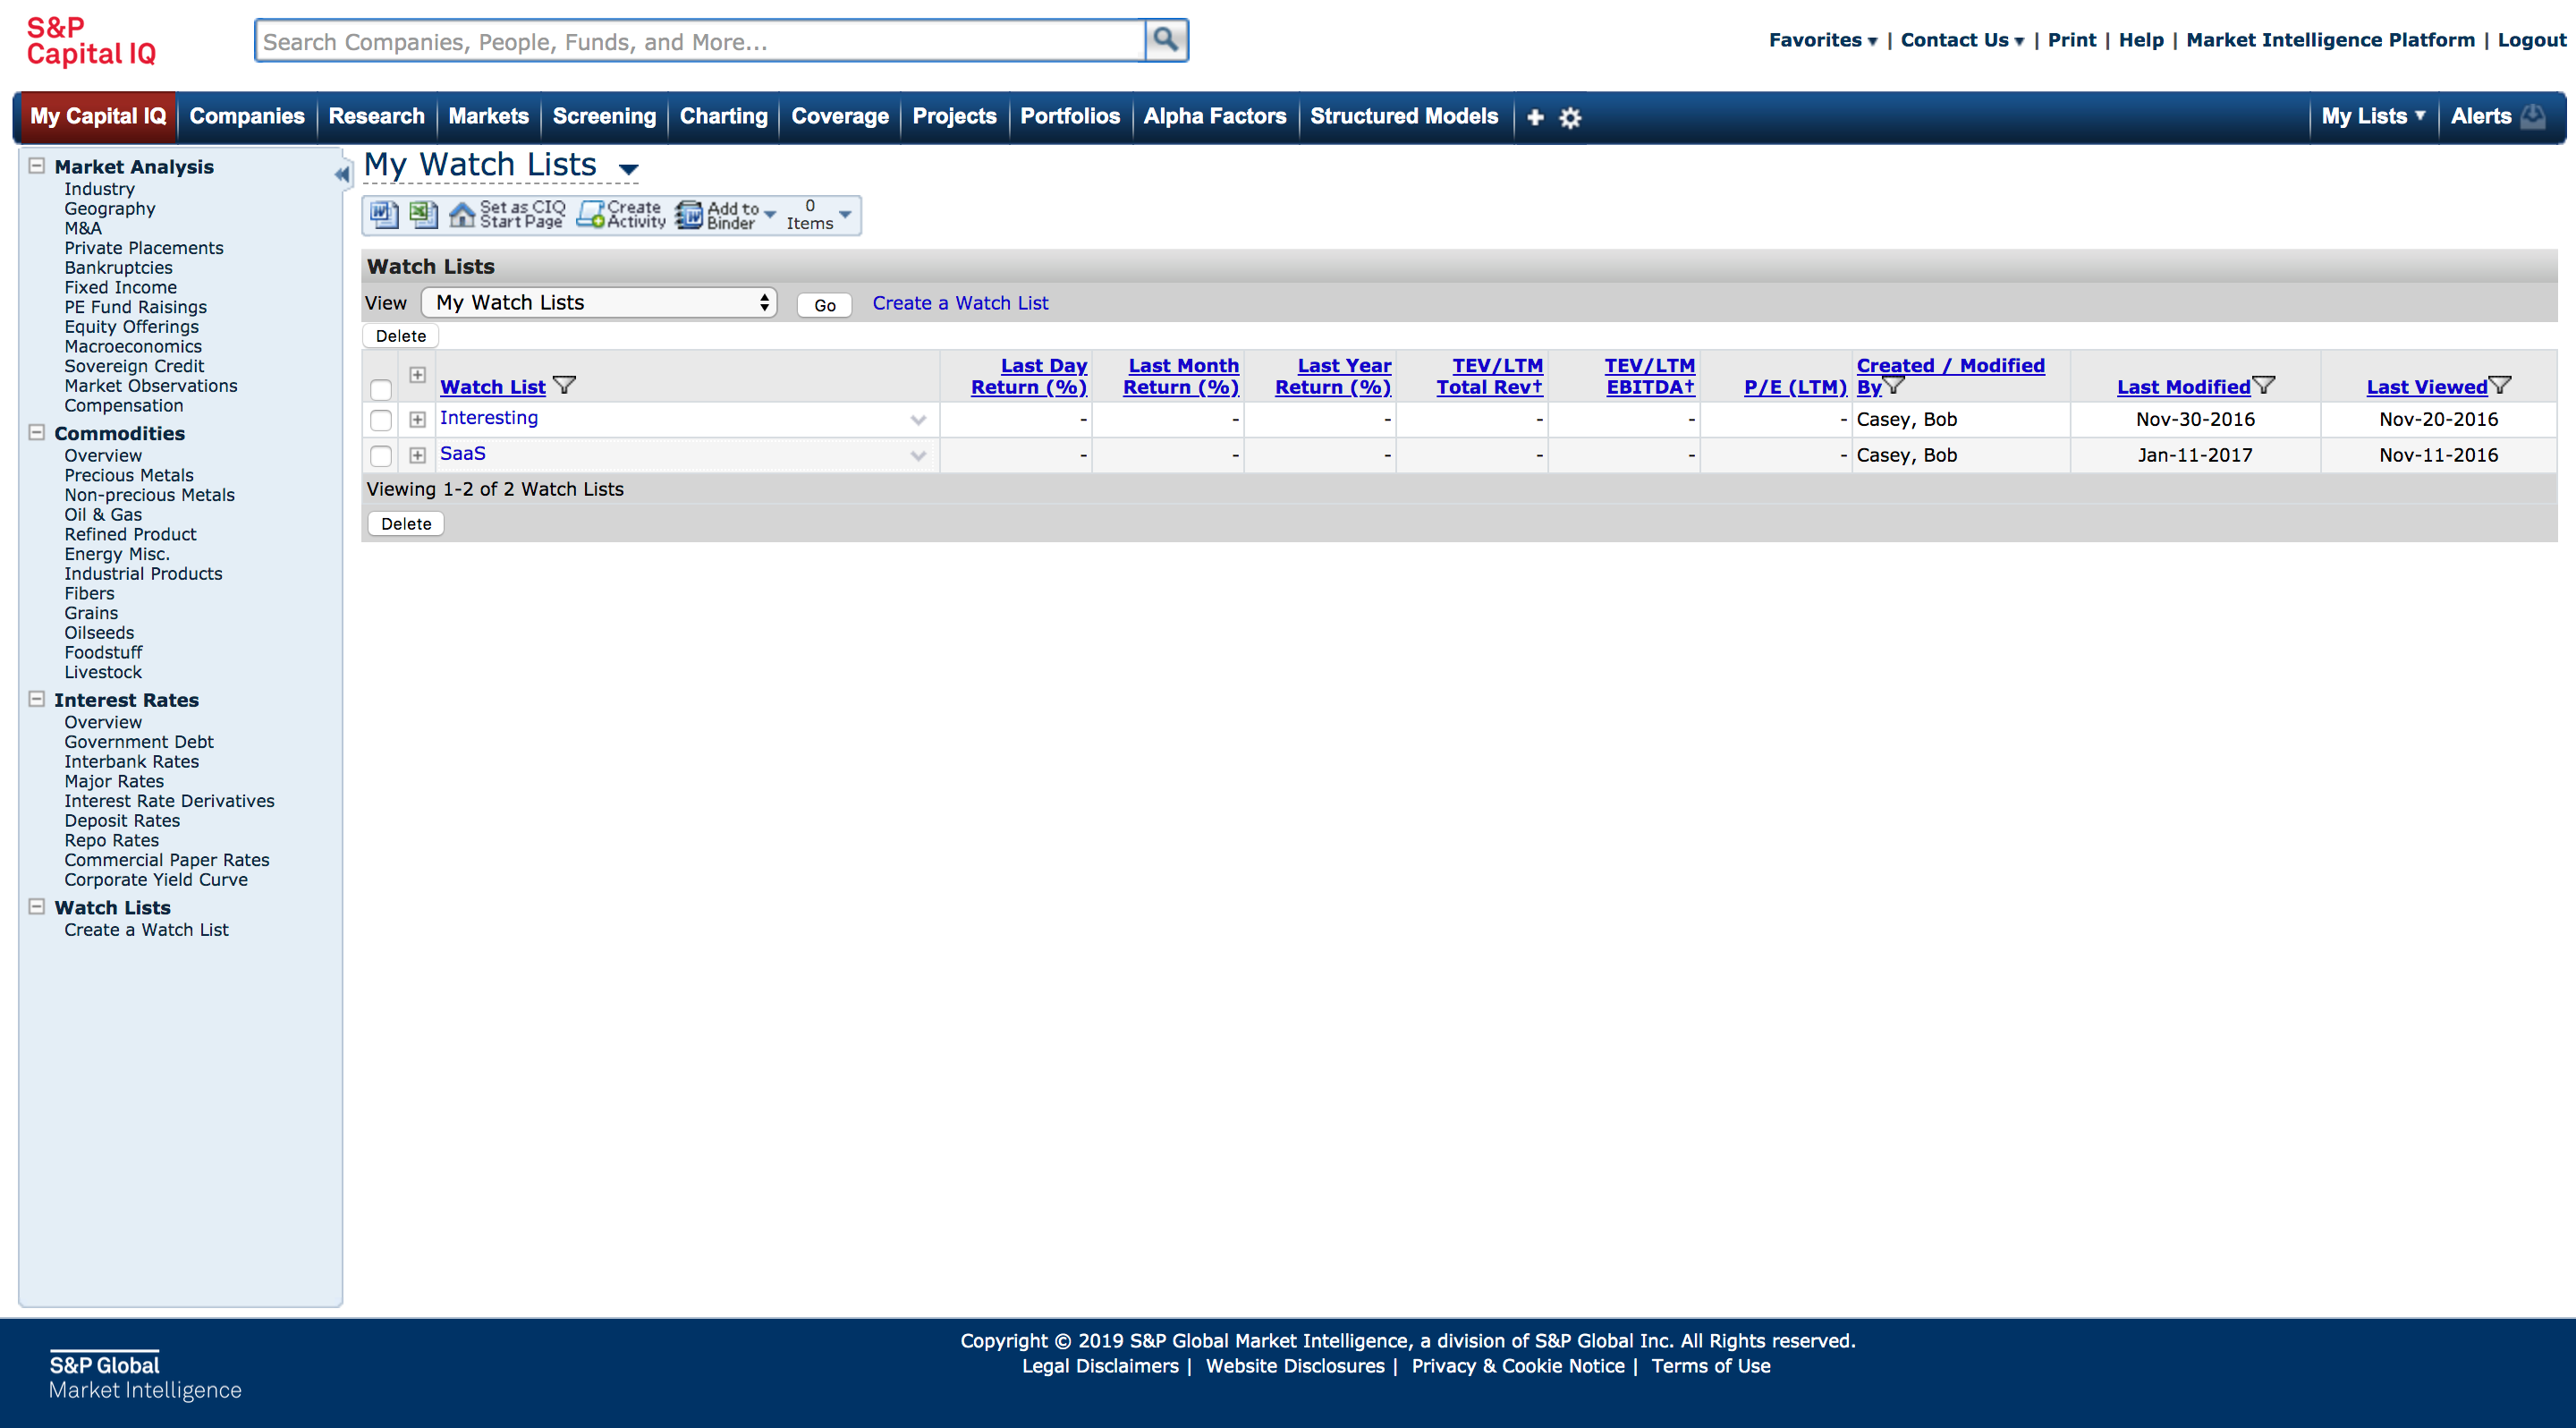 S&P
Capital IQ
Search Companies, People, Funds, and More...
Favorites | Contact Us | Print | Help | Market Intelligence Platform | Logout
My Capital IQ Companies Research Markets Screening Charting Coverage Projects Portfolios Alpha Factors Structured Models My Lists Alerts
Market Analysis
Industry
Geography
M&A
Private Placements
Bankruptcies
Fixed Income
PE Fund Raisings
Equity Offerings
Macroeconomics
Sovereign Credit
Market Observations
Compensation
Commodities
Overview
Precious Metals
Non-precious Metals
Oil & Gas
Refined Product
Energy Misc.
Industrial Products
Fibers
Grains
Oilseeds
Foodstuff
Livestock
Interest Rates
Overview
Government Debt
Interbank Rates
Major Rates
Interest Rate Derivatives
Deposit Rates
Repo Rates
Commercial Paper Rates
Corporate Yield Curve
Watch Lists
Create a Watch List
My Watch Lists
Set as CIQ
Start Page
Create
Activity
Add to
Binder
0
Items
Watch Lists
View My Watch Lists Go Create a Watch List
Delete
Watch List
Last Day
Return (%)
Last Month
Return (%)
Last Year
Return (%)
TEV/LTM
Total Rev†
TEV/LTM
EBITDA†
P/E (LTM)
Created / Modified
By
Last Modified
Last Viewed
Interesting - - - - - - Casey, Bob Nov-30-2016 Nov-20-2016
SaaS - - - - - - Casey, Bob Jan-11-2017 Nov-11-2016
Viewing 1-2 of 2 Watch Lists
Delete
S&P Global
Market Intelligence
Copyright © 2019 S&P Global Market Intelligence, a division of S&P Global Inc. All Rights reserved.
Legal Disclaimers | Website Disclosures | Privacy & Cookie Notice | Terms of Use